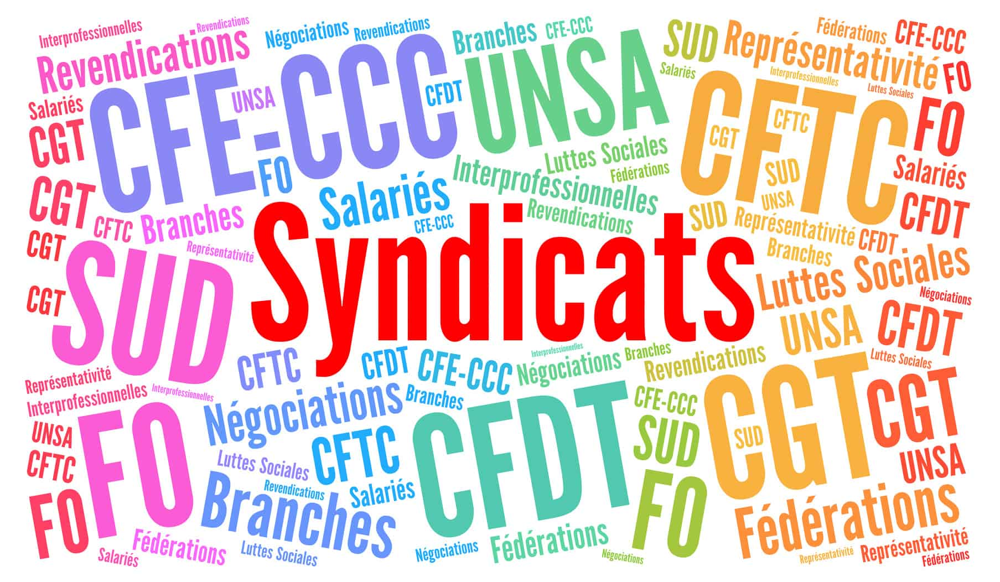 Interprofessionnelles
Revendications
Revendications
Négociations
Revendications
Branches
CFE-CCC
SUD
Représentativité
Fédérations
CFE-CCC
FO
Salariés
CGT
CFE-CCC
UNSA
CFDT
UNSA
Salariés
Interprofessionnelles
Luttes Sociales
CFTC
CGT
CFTC
FO
FO
Salariés
Luttes Sociales
Fédérations
Interprofessionnelles
Revendications
SUD
UNSA
Salariés
CFDT
CGT
CFTC
Branches
CFE-CCC
SUD
Représentativité
CFDT
Branches
CGT
SUD
Représentativité
Syndicats
Luttes Sociales
Négociations
CGT
UNSA
CFDT
Luttes Sociales
CFTC
CFDT
CFE-CCC
Interprofessionnelles
Négociations
Branches
Revendications
Représentativité
Interprofessionnelles
Interprofessionnelles
FO
Négociations
Branches
CFDT
CFE-CCC
SUD
CGT
SUD
CGT
UNSA
UNSA
CFTC
Luttes Sociales
CFTC
Revendications
Salariés
Branches
FO
FO
Fédérations
Fédérations
Salariés
Luttes Sociales
Négociations
Fédérations
Négociations
Représentativité
Représentativité
Fédérations